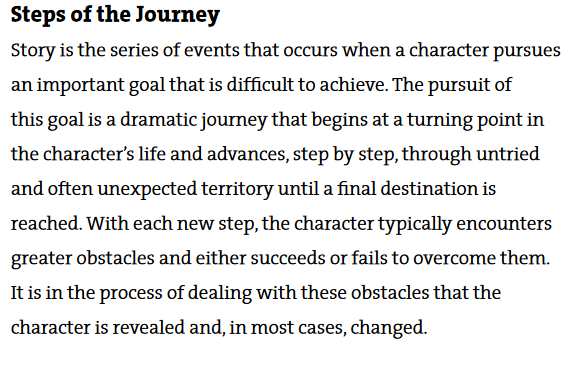 Steps of the Journey
Story is the series of events that occurs when a character pursues
an important goal that is difficult to achieve. The pursuit of
this goal is a dramatic journey that begins at a turning point in
the character’s life and advances, step by step, through untried
and often unexpected territory until a final destination is
reached. With each new step, the character typically encounters
greater obstacles and either succeeds or fails to overcome them.
It is in the process of dealing with these obstacles that the
character is revealed and, in most cases, changed.